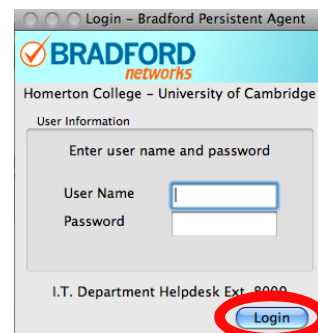 Login – Bradford Persistent Agent
BRADFORD
networks
Homerton College – University of Cambridge
User Information
Enter user name and password
User Name
Password
I.T. Department Helpdesk Ext. 8000
Login